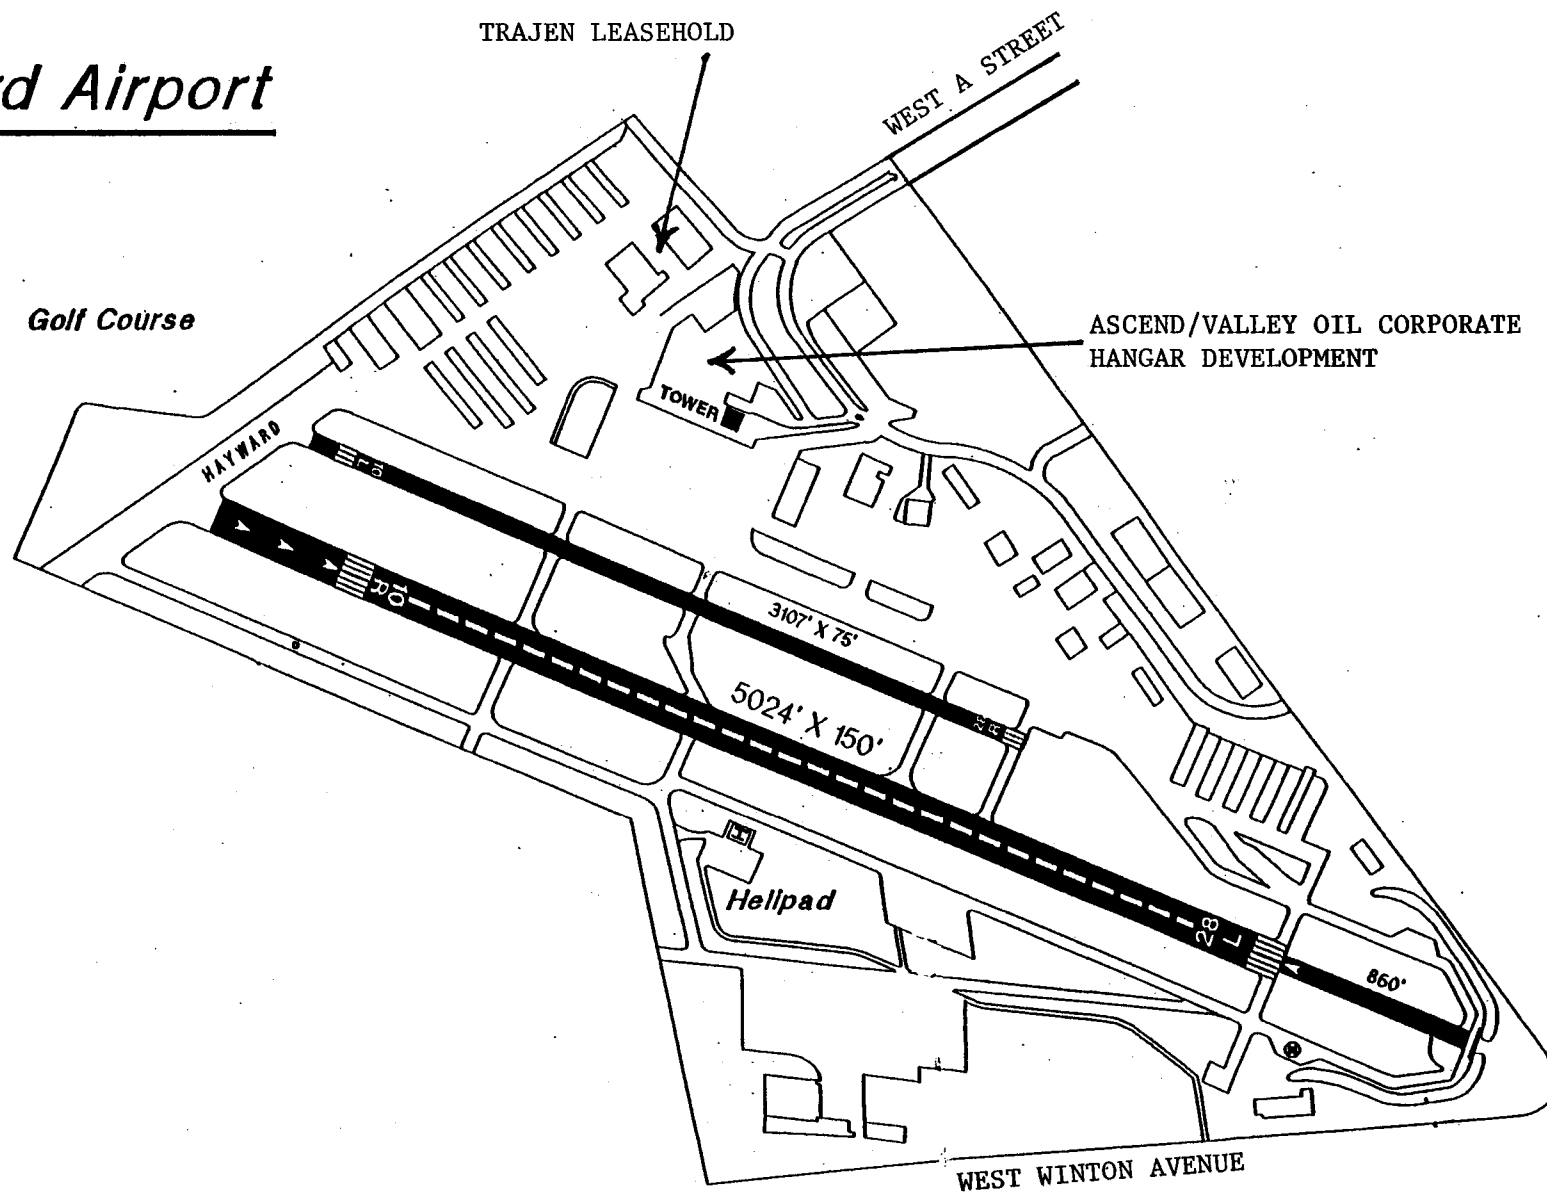 TRAJEN LEASEHOLD
WEST A STREET
rd Airport
Golf Course
ASCEND/VALLEY OIL CORPORATE
HANGAR DEVELOPMENT
TOWER
HAYWARD
10
L
3107' X 75'
5024' X 150'
10
R
28
R
H
Helipad
28
L
860'
WEST WINTON AVENUE